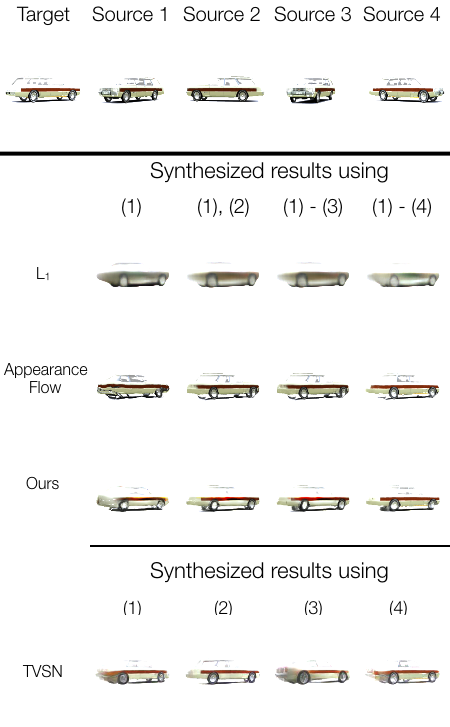 Target Source 1 Source 2 Source 3 Source 4
Synthesized results using
(1) (1), (2) (1) - (3) (1) - (4)
L₁
Appearance
Flow
Ours
Synthesized results using
(1) (2) (3) (4)
TVSN